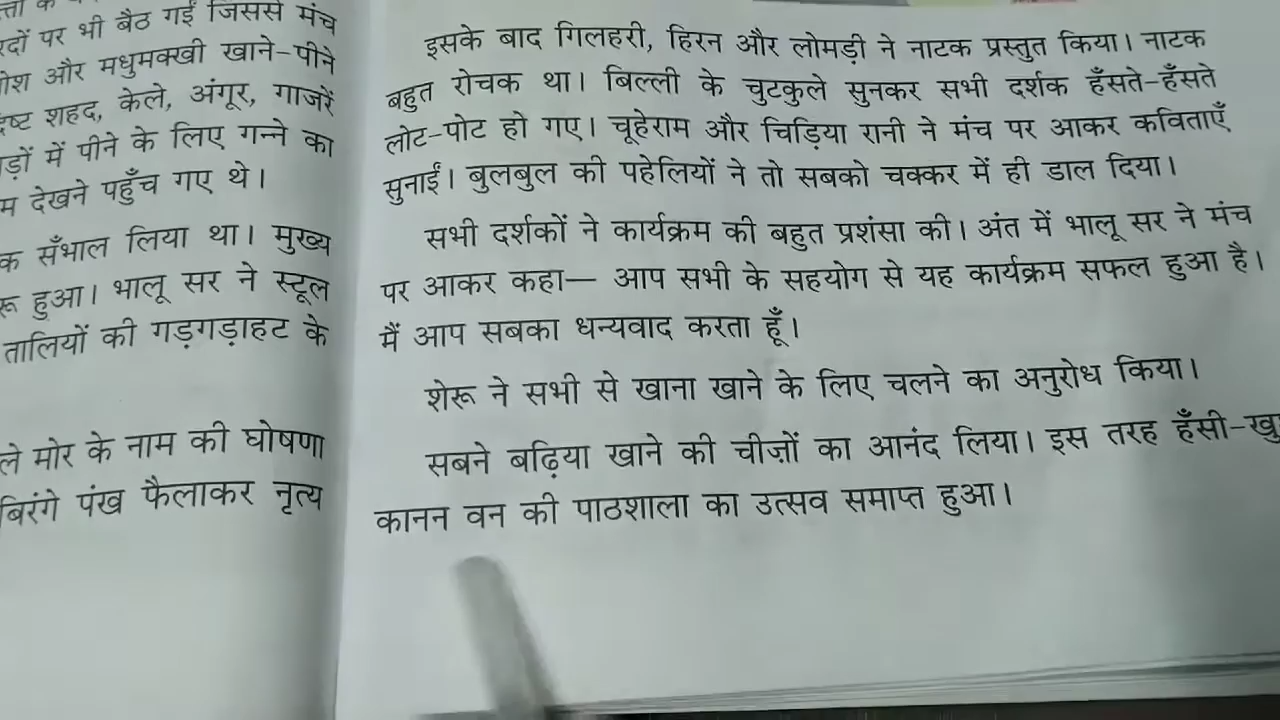 पर भी बैठ गईं जिससे मंच
और मधुमक्खी खाने-पीने
शहद, केले, अंगूर, गाजरें
में पीने के लिए गन्ने का
देखने पहुँच गए थे।
सँभाल लिया था। मुख्य
हुआ। भालू सर ने स्टूल
तालियों की गड़गड़ाहट के
मोर के नाम की घोषणा
बिरंगे पंख फैलाकर नृत्य
इसके बाद गिलहरी, हिरन और लोमड़ी ने नाटक प्रस्तुत किया। नाटक
बहुत रोचक था। बिल्ली के चुटकुले सुनकर सभी दर्शक हँसते-हँसते
लोट-पोट हो गए। चूहेराम और चिड़िया रानी ने मंच पर आकर कविताएँ
सुनाईं। बुलबुल की पहेलियों ने तो सबको चक्कर में ही डाल दिया।
सभी दर्शकों ने कार्यक्रम की बहुत प्रशंसा की। अंत में भालू सर ने मंच
पर आकर कहा— आप सभी के सहयोग से यह कार्यक्रम सफल हुआ है।
मैं आप सबका धन्यवाद करता हूँ।
शेरू ने सभी से खाना खाने के लिए चलने का अनुरोध किया।
सबने बढ़िया खाने की चीज़ों का आनंद लिया। इस तरह हँसी-खु
कानन वन की पाठशाला का उत्सव समाप्त हुआ।